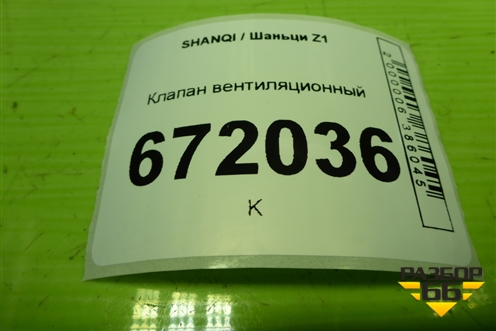 SHANQI / Шаньци Z1
Клапан вентиляционный
672036
К
2000006386045
РАЗБОР
66